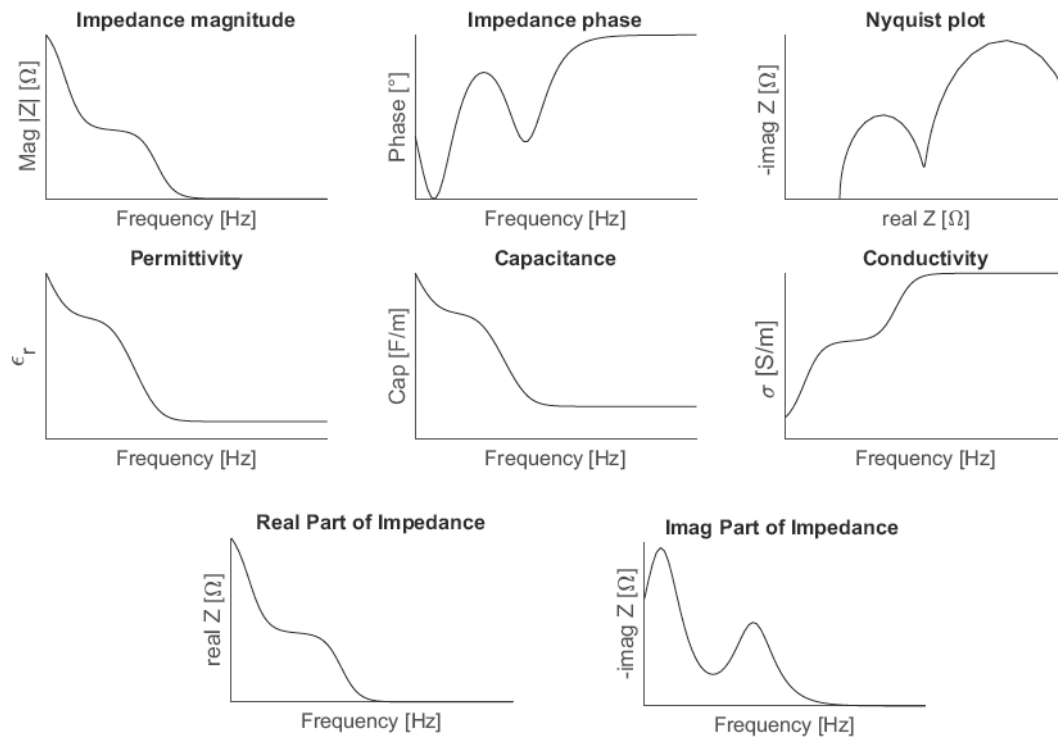 Impedance magnitude
Mag |Z| [Ω]
Frequency [Hz]
Impedance phase
Phase [°]
Frequency [Hz]
Nyquist plot
-imag Z [Ω]
real Z [Ω]
Permittivity
ϵr
Frequency [Hz]
Capacitance
Cap [F/m]
Frequency [Hz]
Conductivity
σ [S/m]
Frequency [Hz]
Real Part of Impedance
real Z [Ω]
Frequency [Hz]
Imag Part of Impedance
-imag Z [Ω]
Frequency [Hz]